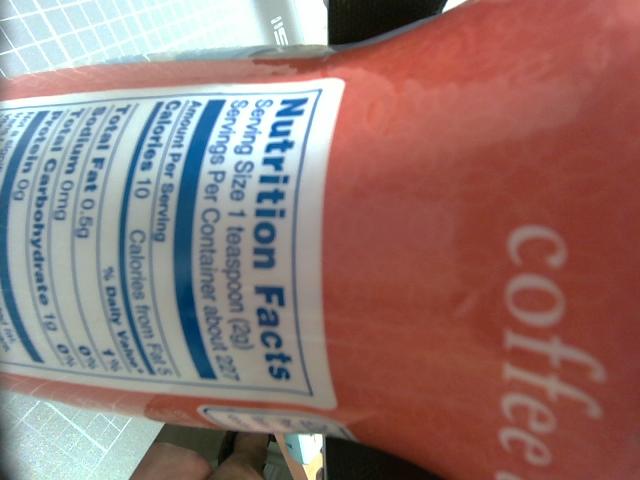 coffee
Nutrition Facts
Serving Size 1 teaspoon (2g)
Servings Per Container about 227
Amount Per Serving
Calories 10 Calories from Fat 5
% Daily Value*
Total Fat 0.5g 1%
Sodium 0mg 0%
Total Carbohydrate 1g 0%
Protein 0g